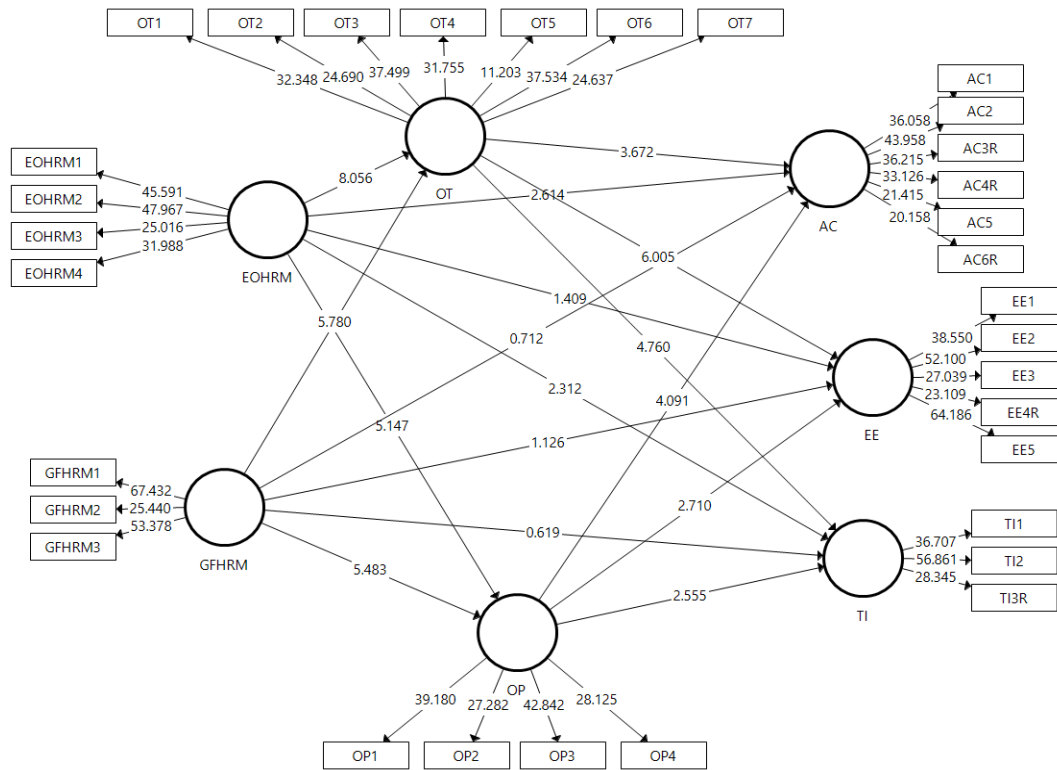 OT1
OT2
OT3
OT4
OT5
OT6
OT7
32.348
24.690
37.499
31.755
11.203
37.534
24.637
OT
EOHRM1
EOHRM2
EOHRM3
EOHRM4
45.591
47.967
25.016
31.988
EOHRM
8.056
3.672
2.614
AC
AC1
AC2
AC3R
AC4R
AC5
AC6R
36.058
43.958
36.215
33.126
21.415
20.158
5.780
0.712
6.005
1.409
4.760
2.312
4.091
5.147
1.126
EE
EE1
EE2
EE3
EE4R
EE5
38.550
52.100
27.039
23.109
64.186
GFHRM1
GFHRM2
GFHRM3
67.432
25.440
53.378
GFHRM
5.483
0.619
2.710
2.555
TI
TI1
TI2
TI3R
36.707
56.861
28.345
OP
39.180
27.282
42.842
28.125
OP1
OP2
OP3
OP4